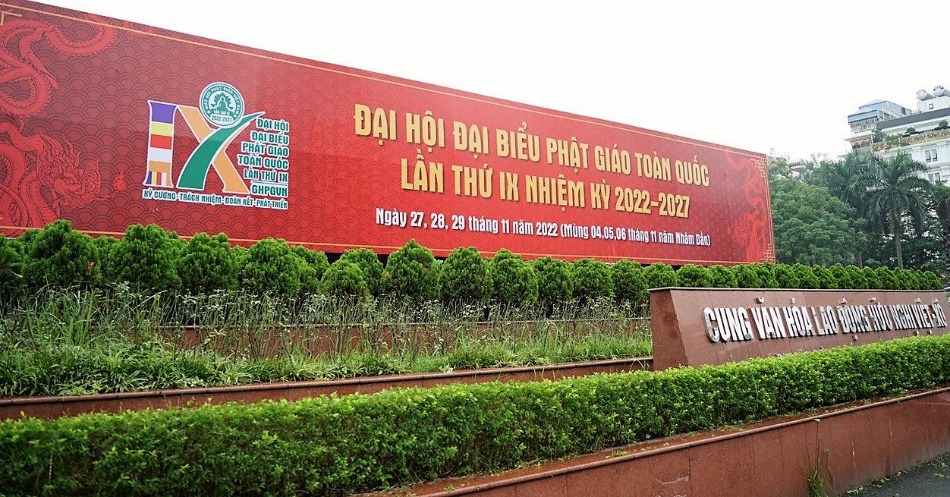 ĐẠI HỘI ĐẠI BIỂU PHẬT GIÁO TOÀN QUỐC
LẦN THỨ IX NHIỆM KỲ 2022-2027
Ngày 27, 28, 29 tháng 11 năm 2022 (Mùng 04,05,06 tháng 11 năm Nhâm Dần)
IX
2022-2027
ĐẠI HỘI
ĐẠI BIỂU
PHẬT GIÁO
TOÀN QUỐC
LẦN THỨ IX
GHPGVN
KỶ CƯƠNG-TRÁCH NHIỆM-ĐOÀN KẾT-PHÁT TRIỂN
CUNG VĂN HÓA LAO ĐỘNG HỮU NGHỊ VIỆT